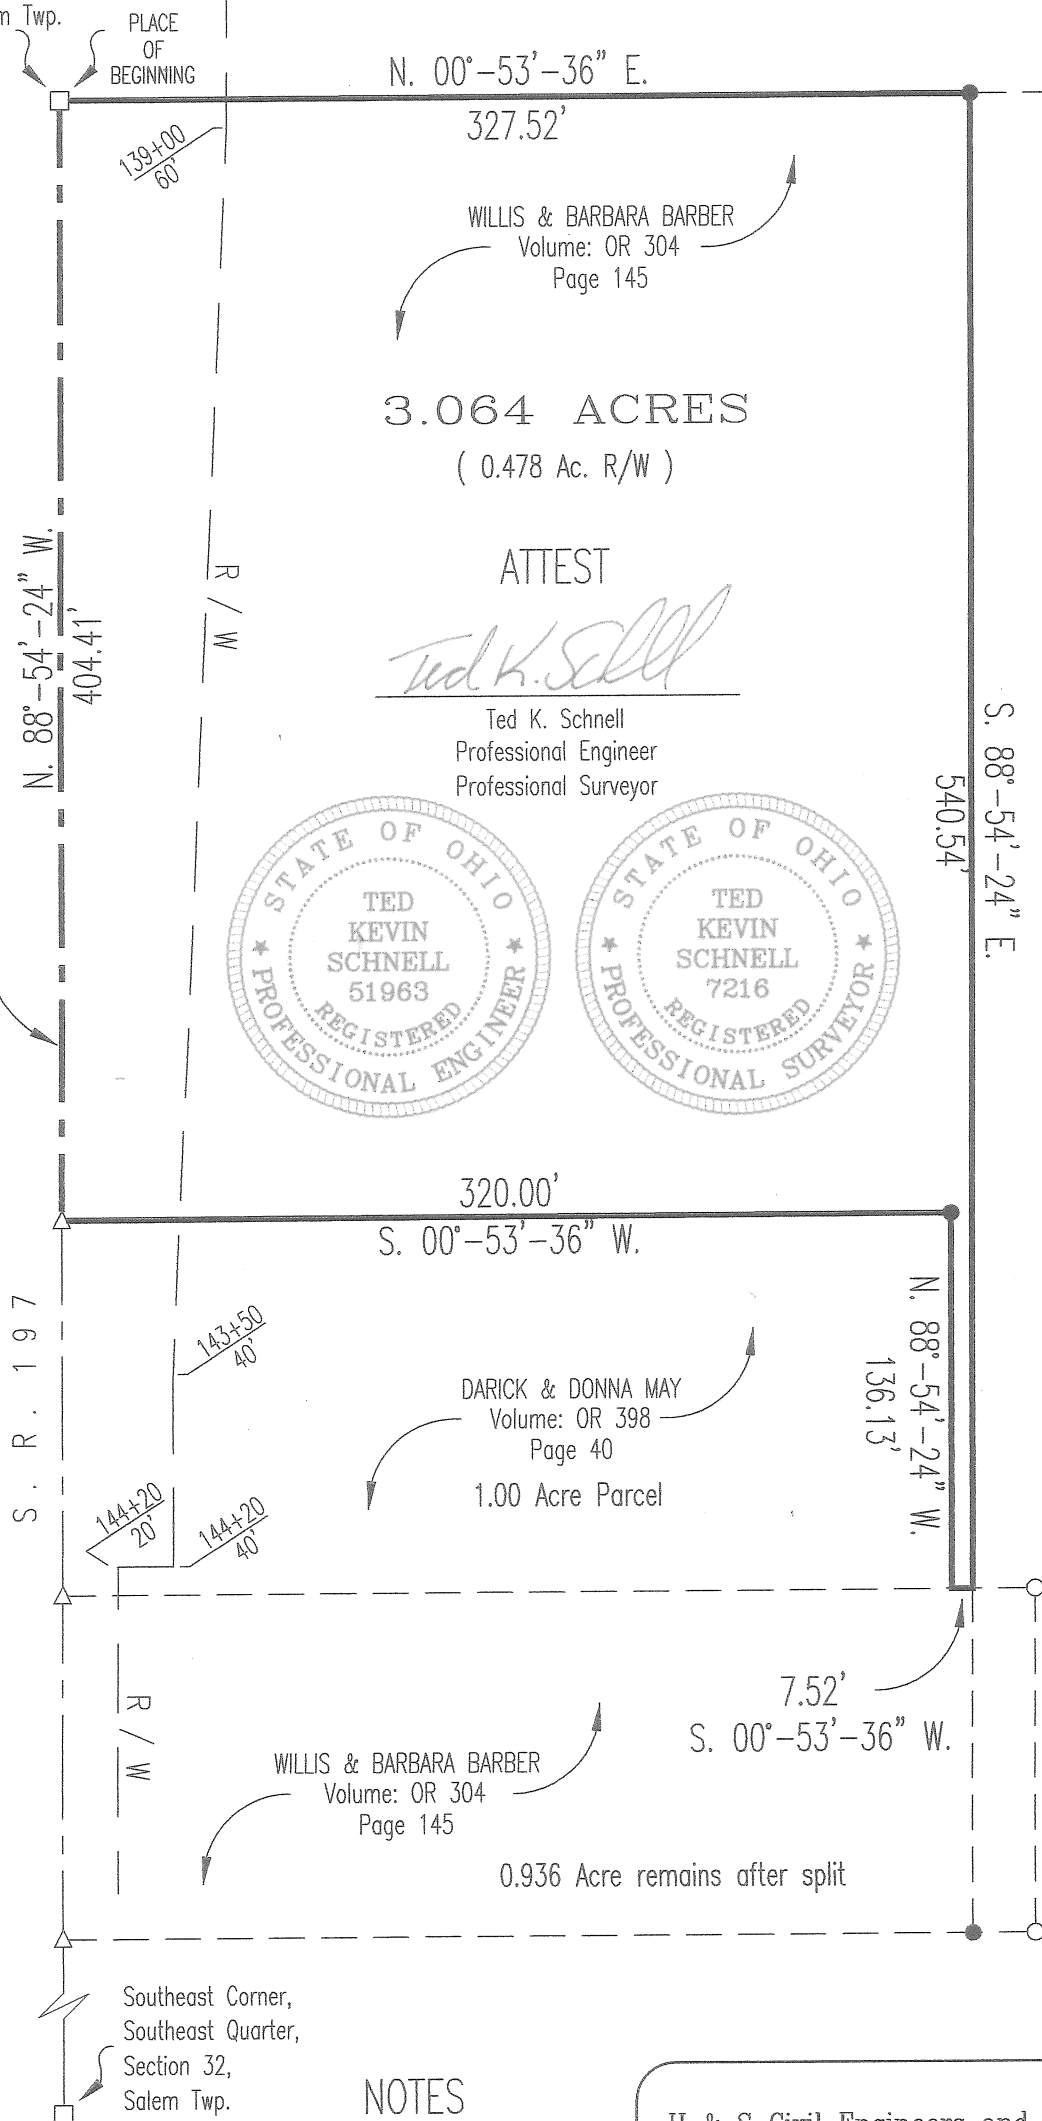 Twp.
PLACE
OF
BEGINNING
N. 00°-53'-36" E.
327.52'
139+00
60'
WILLIS & BARBARA BARBER
Volume: OR 304
Page 145
3.064 ACRES
( 0.478 Ac. R/W )
N. 88°-54'-24" W.
404.41'
R / W
ATTEST
Ted K. Schnell
Ted K. Schnell
Professional Engineer
Professional Surveyor
S. 88°-54'-24" E.
540.54'
STATE OF OHIO
TED
KEVIN
SCHNELL
51963
REGISTERED
PROFESSIONAL ENGINEER
STATE OF OHIO
TED
KEVIN
SCHNELL
7216
REGISTERED
PROFESSIONAL SURVEYOR
320.00'
S. 00°-53'-36" W.
S. R. 197
143+50
40'
DARICK & DONNA MAY
Volume: OR 398
Page 40
1.00 Acre Parcel
N. 88°-54'-24" W.
136.13'
144+20
20'
144+20
40'
R / W
7.52'
S. 00°-53'-36" W.
WILLIS & BARBARA BARBER
Volume: OR 304
Page 145
0.936 Acre remains after split
Southeast Corner,
Southeast Quarter,
Section 32,
Salem Twp.
NOTES
& S Civil Engineers and